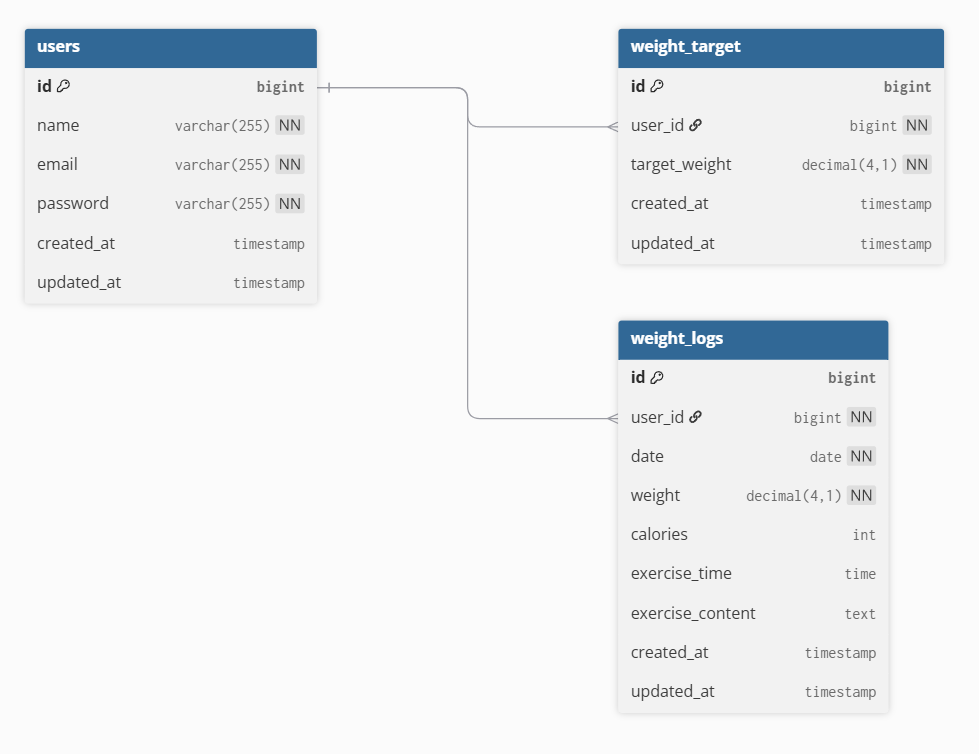 users
id bigint
name varchar(255) NN
email varchar(255) NN
password varchar(255) NN
created_at timestamp
updated_at timestamp
weight_target
id bigint
user_id bigint NN
target_weight decimal(4,1) NN
created_at timestamp
updated_at timestamp
weight_logs
id bigint
user_id bigint NN
date date NN
weight decimal(4,1) NN
calories int
exercise_time time
exercise_content text
created_at timestamp
updated_at timestamp